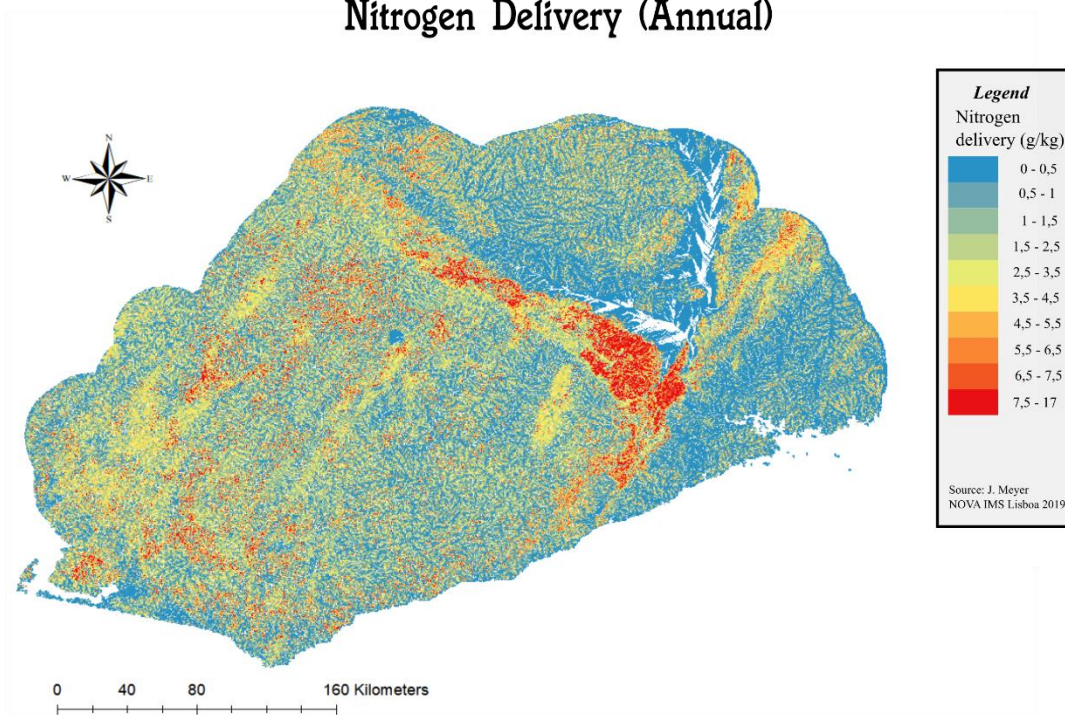 Nitrogen Delivery (Annual)
N
W
E
S
Legend
Nitrogen
delivery (g/kg)
0 - 0,5
0,5 - 1
1 - 1,5
1,5 - 2,5
2,5 - 3,5
3,5 - 4,5
4,5 - 5,5
5,5 - 6,5
6,5 - 7,5
7,5 - 17
Source: J. Meyer
NOVA IMS Lisboa 2019
0 40 80 160 Kilometers